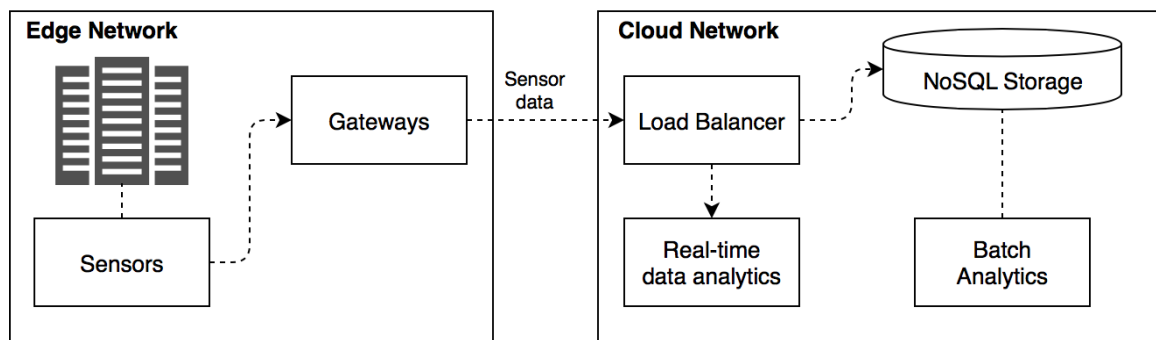 Edge Network
Sensors
Gateways
Sensor
data
Cloud Network
Load Balancer
NoSQL Storage
Real-time
data analytics
Batch
Analytics